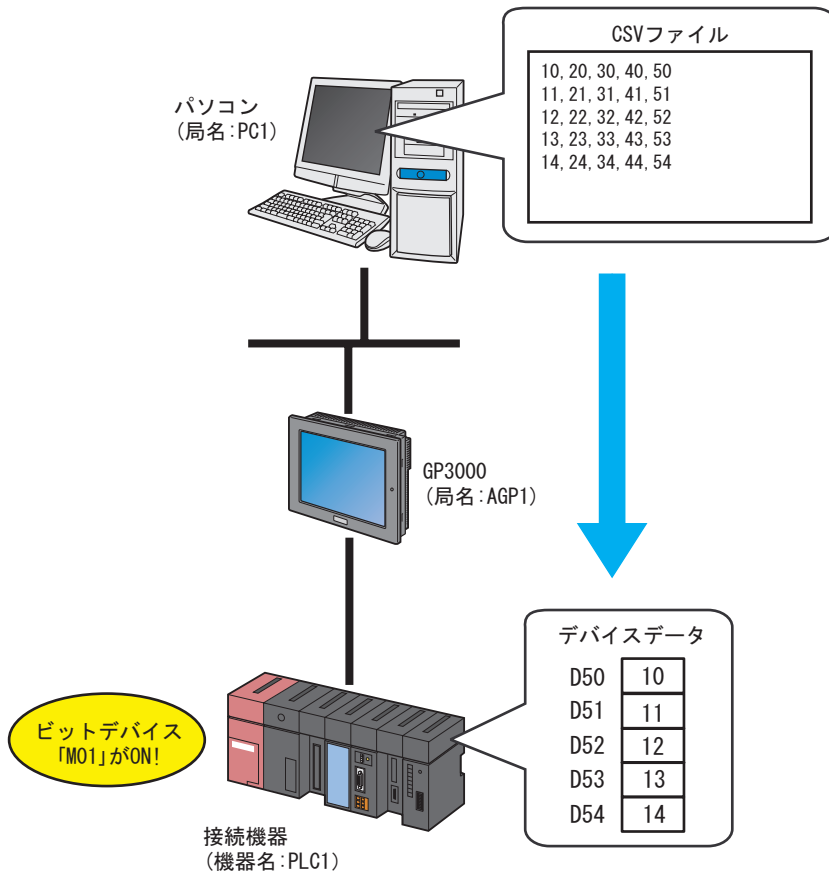 CSVファイル
10,20,30,40,50
11,21,31,41,51
12,22,32,42,52
13,23,33,43,53
14,24,34,44,54
パソコン
(局名:PC1)
GP3000
(局名:AGP1)
デバイスデータ
D50 10
D51 11
D52 12
D53 13
D54 14
ビットデバイス
「M01」がON!
接続機器
(機器名:PLC1)